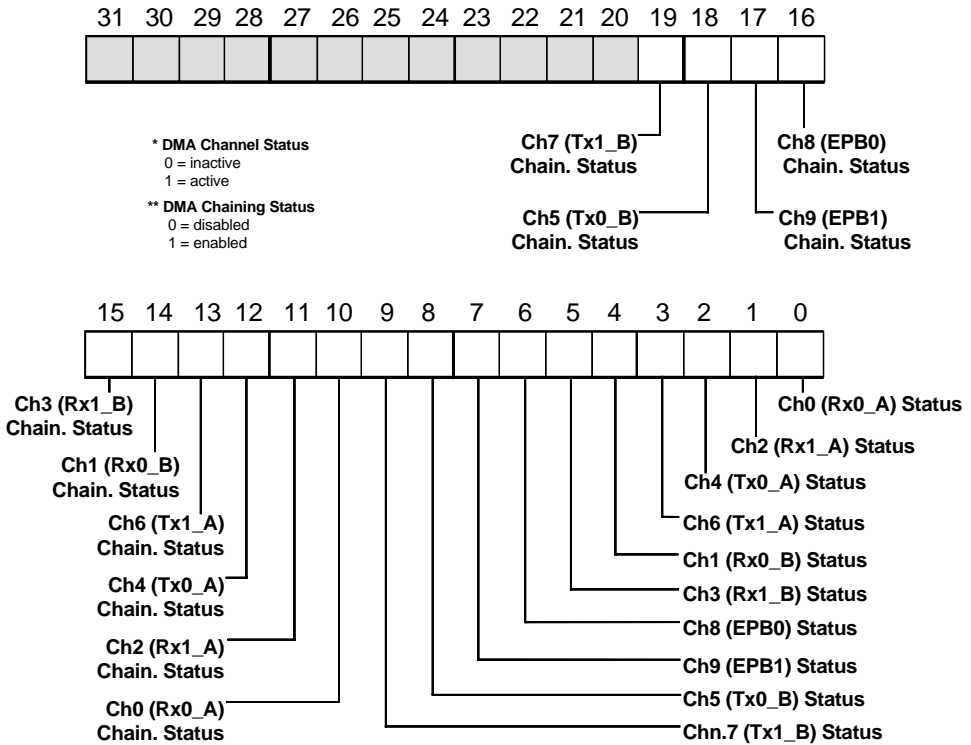 31 30 29 28 27 26 25 24 23 22 21 20 19 18 17 16
* DMA Channel Status
0 = inactive
1 = active
** DMA Chaining Status
0 = disabled
1 = enabled
Ch7 (Tx1_B)
Chain. Status
Ch8 (EPB0)
Chain. Status
Ch5 (Tx0_B)
Chain. Status
Ch9 (EPB1)
Chain. Status
15 14 13 12 11 10 9 8 7 6 5 4 3 2 1 0
Ch3 (Rx1_B)
Chain. Status
Ch1 (Rx0_B)
Chain. Status
Ch6 (Tx1_A)
Chain. Status
Ch4 (Tx0_A)
Chain. Status
Ch2 (Rx1_A)
Chain. Status
Ch0 (Rx0_A)
Chain. Status
Ch0 (Rx0_A) Status
Ch2 (Rx1_A) Status
Ch4 (Tx0_A) Status
Ch6 (Tx1_A) Status
Ch1 (Rx0_B) Status
Ch3 (Rx1_B) Status
Ch8 (EPB0) Status
Ch9 (EPB1) Status
Ch5 (Tx0_B) Status
Chn.7 (Tx1_B) Status